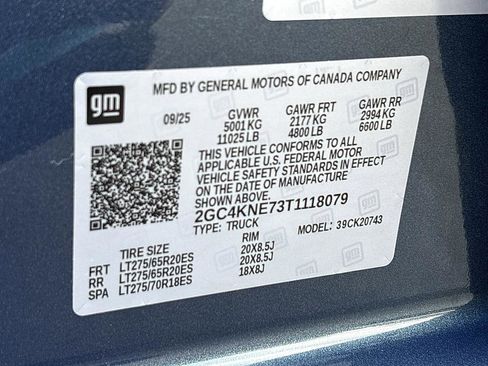 gm
MFD BY GENERAL MOTORS OF CANADA COMPANY
09/25 GVWR GAWR FRT GAWR RR
5001 KG 2177 KG 2994 KG
11025 LB 4800 LB 6600 LB
THIS VEHICLE CONFORMS TO ALL
APPLICABLE U.S. FEDERAL MOTOR
VEHICLE SAFETY STANDARDS IN EFFECT
ON THE DATE OF MANUFACTURE
SHOWN ABOVE.
2GC4KNE73T1118079
TYPE: TRUCK MODEL: 39CK20743
TIRE SIZE RIM
FRT LT275/65R20ES 20X8.5J
RR LT275/65R20ES 20X8.5J
SPA LT275/70R18ES 18X8J